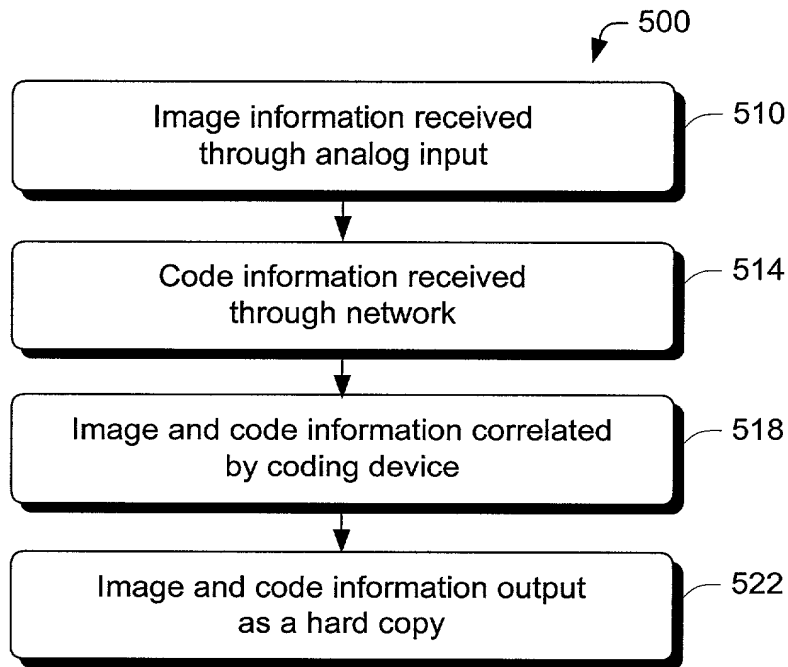 500
Image information received
through analog input
510
Code information received
through network
514
Image and code information correlated
by coding device
518
Image and code information output
as a hard copy
522